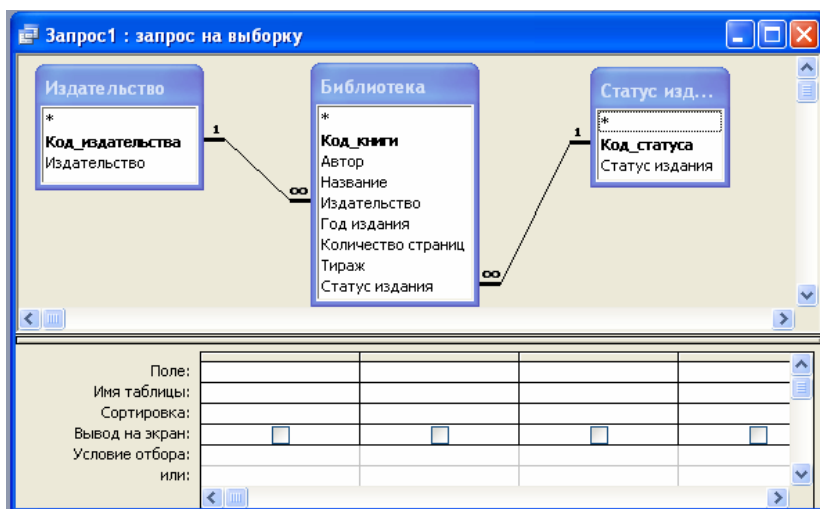 Запрос1 : запрос на выборку
Издательство
*
Код_издательства
Издательство
1
∞
Библиотека
*
Код_книги
Автор
Название
Издательство
Год издания
Количество страниц
Тираж
Статус издания
1
∞
Статус изд...
*
Код_статуса
Статус издания
Поле:
Имя таблицы:
Сортировка:
Вывод на экран:
Условие отбора:
или: